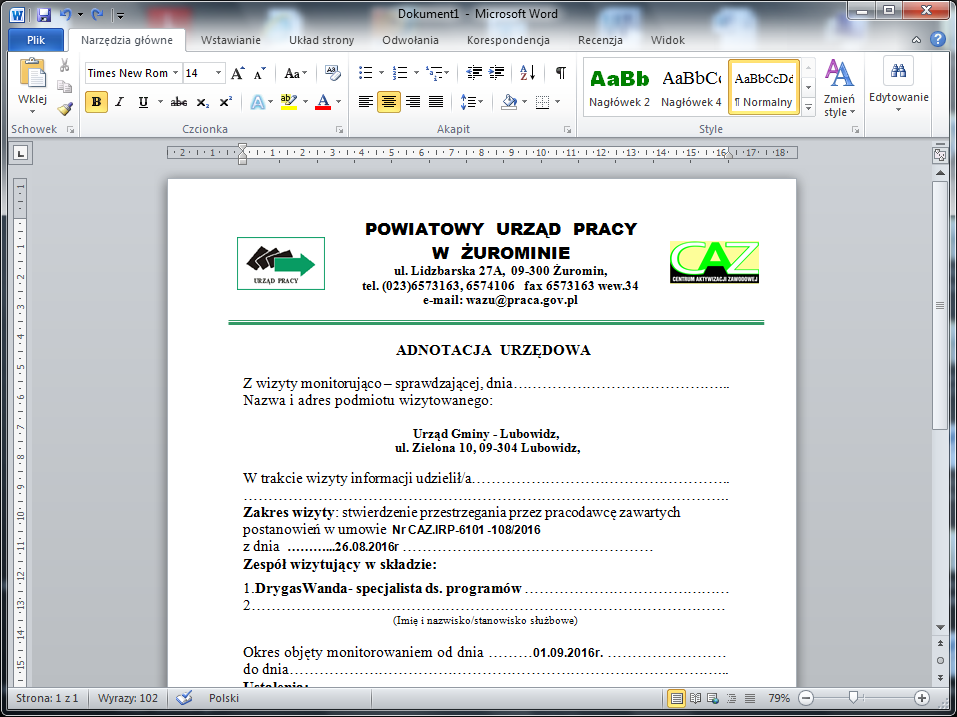 Dokument1 - Microsoft Word
Plik Narzędzia główne Wstawianie Układ strony Odwołania Korespondencja Recenzja Widok
Wklej
Times New Rom 14
AaBb AaBbCc AaBbCcDd
Nagłówek 2 Nagłówek 4 ¶ Normalny
Zmień style
Edytowanie
Schowek Czcionka Akapit Style
POWIATOWY URZĄD PRACY
W ŻUROMINIE
ul. Lidzbarska 27A, 09-300 Żuromin,
tel. (023)6573163, 6574106 fax 6573163 wew.34
e-mail: wazu@praca.gov.pl
URZĄD PRACY
CAZ
CENTRUM AKTYWIZACJI ZAWODOWEJ
ADNOTACJA URZĘDOWA
Z wizyty monitorująco – sprawdzającej, dnia……………………………………..
Nazwa i adres podmiotu wizytowanego:
Urząd Gminy - Lubowidz,
ul. Zielona 10, 09-304 Lubowidz,
W trakcie wizyty informacji udzielił/a…………………………………………….
…………………………………………………………………………………….
Zakres wizyty: stwierdzenie przestrzegania przez pracodawcę zawartych
postanowień w umowie Nr CAZ.IRP-6101 -108/2016
z dnia ………...26.08.2016r ……………………………………………
Zespół wizytujący w składzie:
1.DrygasWanda- specjalista ds. programów ……………………………………
2……………………………………………………………………………………
(Imię i nazwisko/stanowisko służbowe)
Okres objęty monitorowaniem od dnia ………01.09.2016r. ……………………
do dnia……………………………………………………………………………..
Ustalenia:
Strona: 1 z 1 Wyrazy: 102 Polski 79%